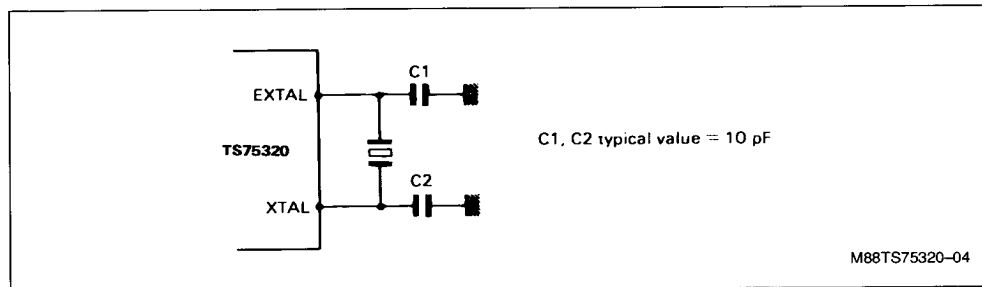 C1
EXTAL
C1, C2 typical value = 10 pF
TS75320
C2
XTAL
M88TS75320-04